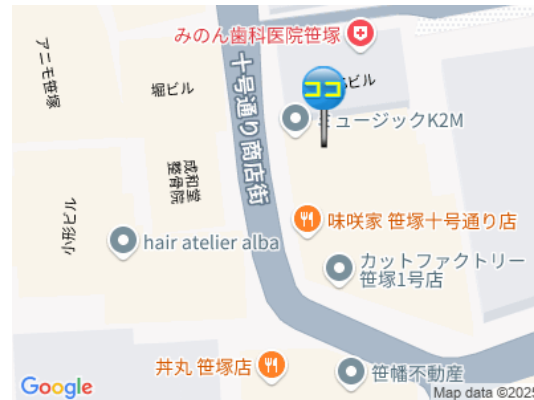 みのん歯科医院笹塚
アニモ笹塚
堀ビル
ココ
ビル
ミュージックK2M
十号通り商店街
成和堂
整骨院
味咲家 笹塚十号通り店
hair atelier alba
カットファクトリー
笹塚1号店
丼丸 笹塚店
笹幡不動産
Google
Map data ©2025